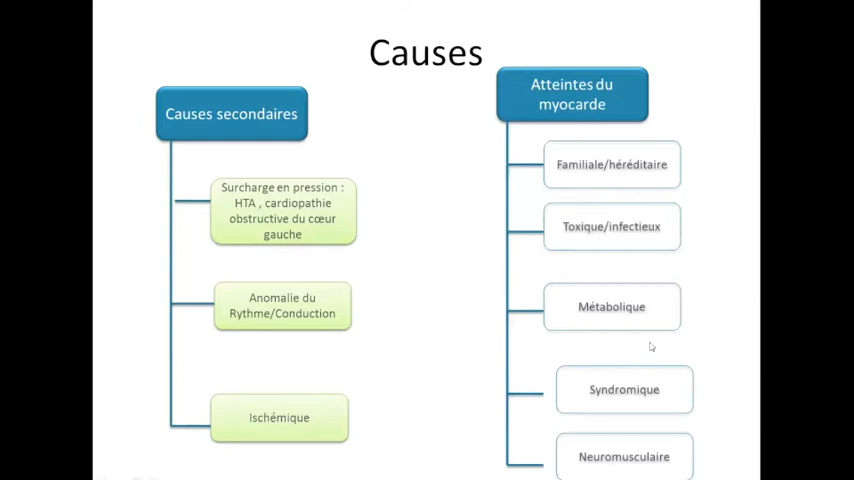 Causes
Causes secondaires
Surcharge en pression :
HTA , cardiopathie
obstructive du cœur
gauche
Anomalie du
Rythme/Conduction
Ischémique
Atteintes du
myocarde
Familiale/héréditaire
Toxique/infectieux
Métabolique
Syndromique
Neuromusculaire